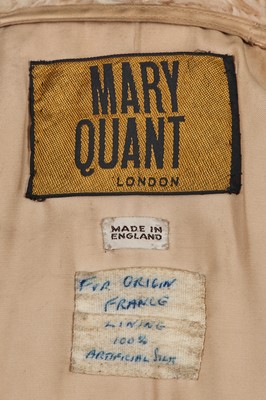 MARY
QUANT
LONDON
MADE IN
ENGLAND
FUR ORIGIN
FRANCE
LINING
100%
ARTIFICIAL SILK